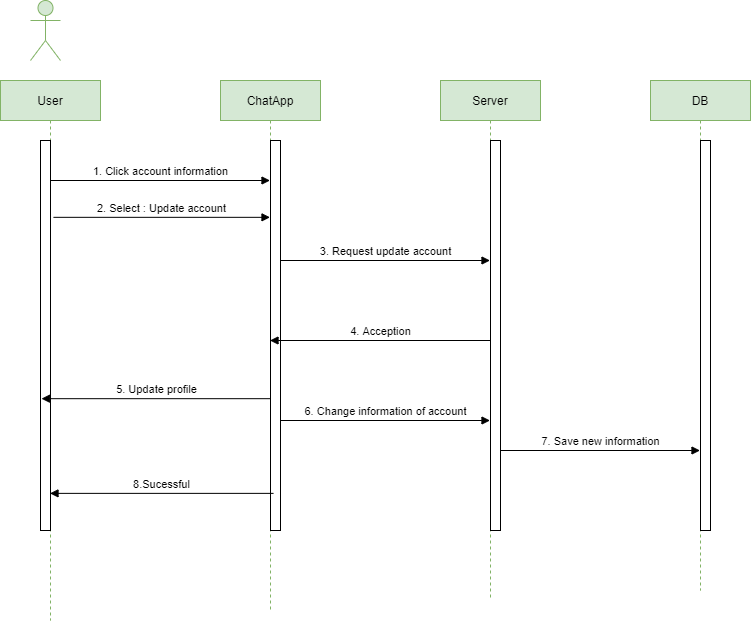 User
ChatApp
Server
DB
1. Click account information
2. Select : Update account
3. Request update account
4. Acception
5. Update profile
6. Change information of account
7. Save new information
8.Sucessful